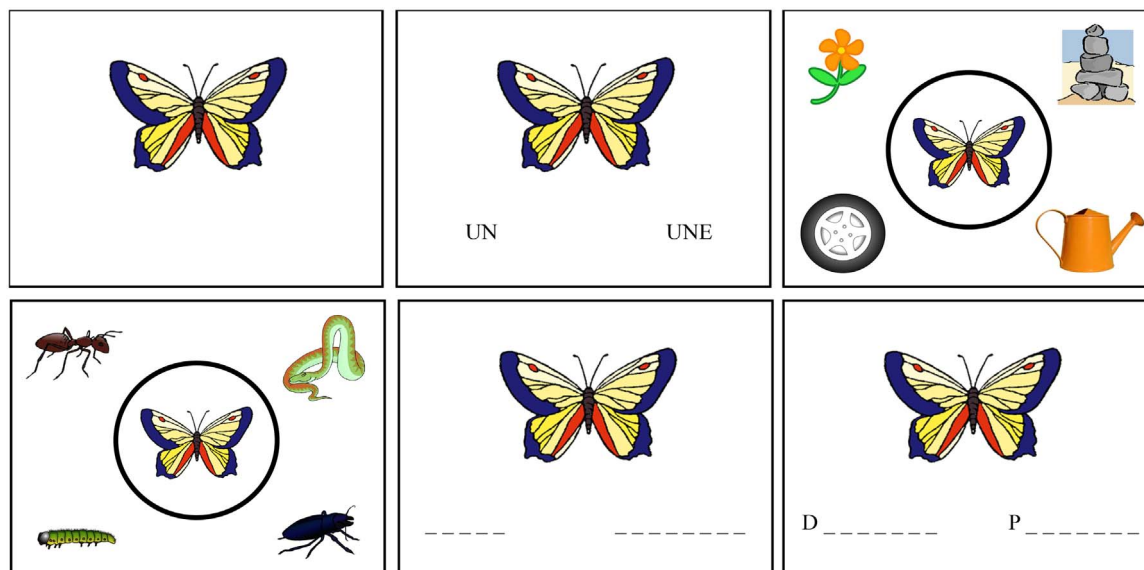 UN UNE
_ _ _ _ _ _ _ _ _ _ _ _ _
D _ _ _ _ _ _ _ P _ _ _ _ _ _ _